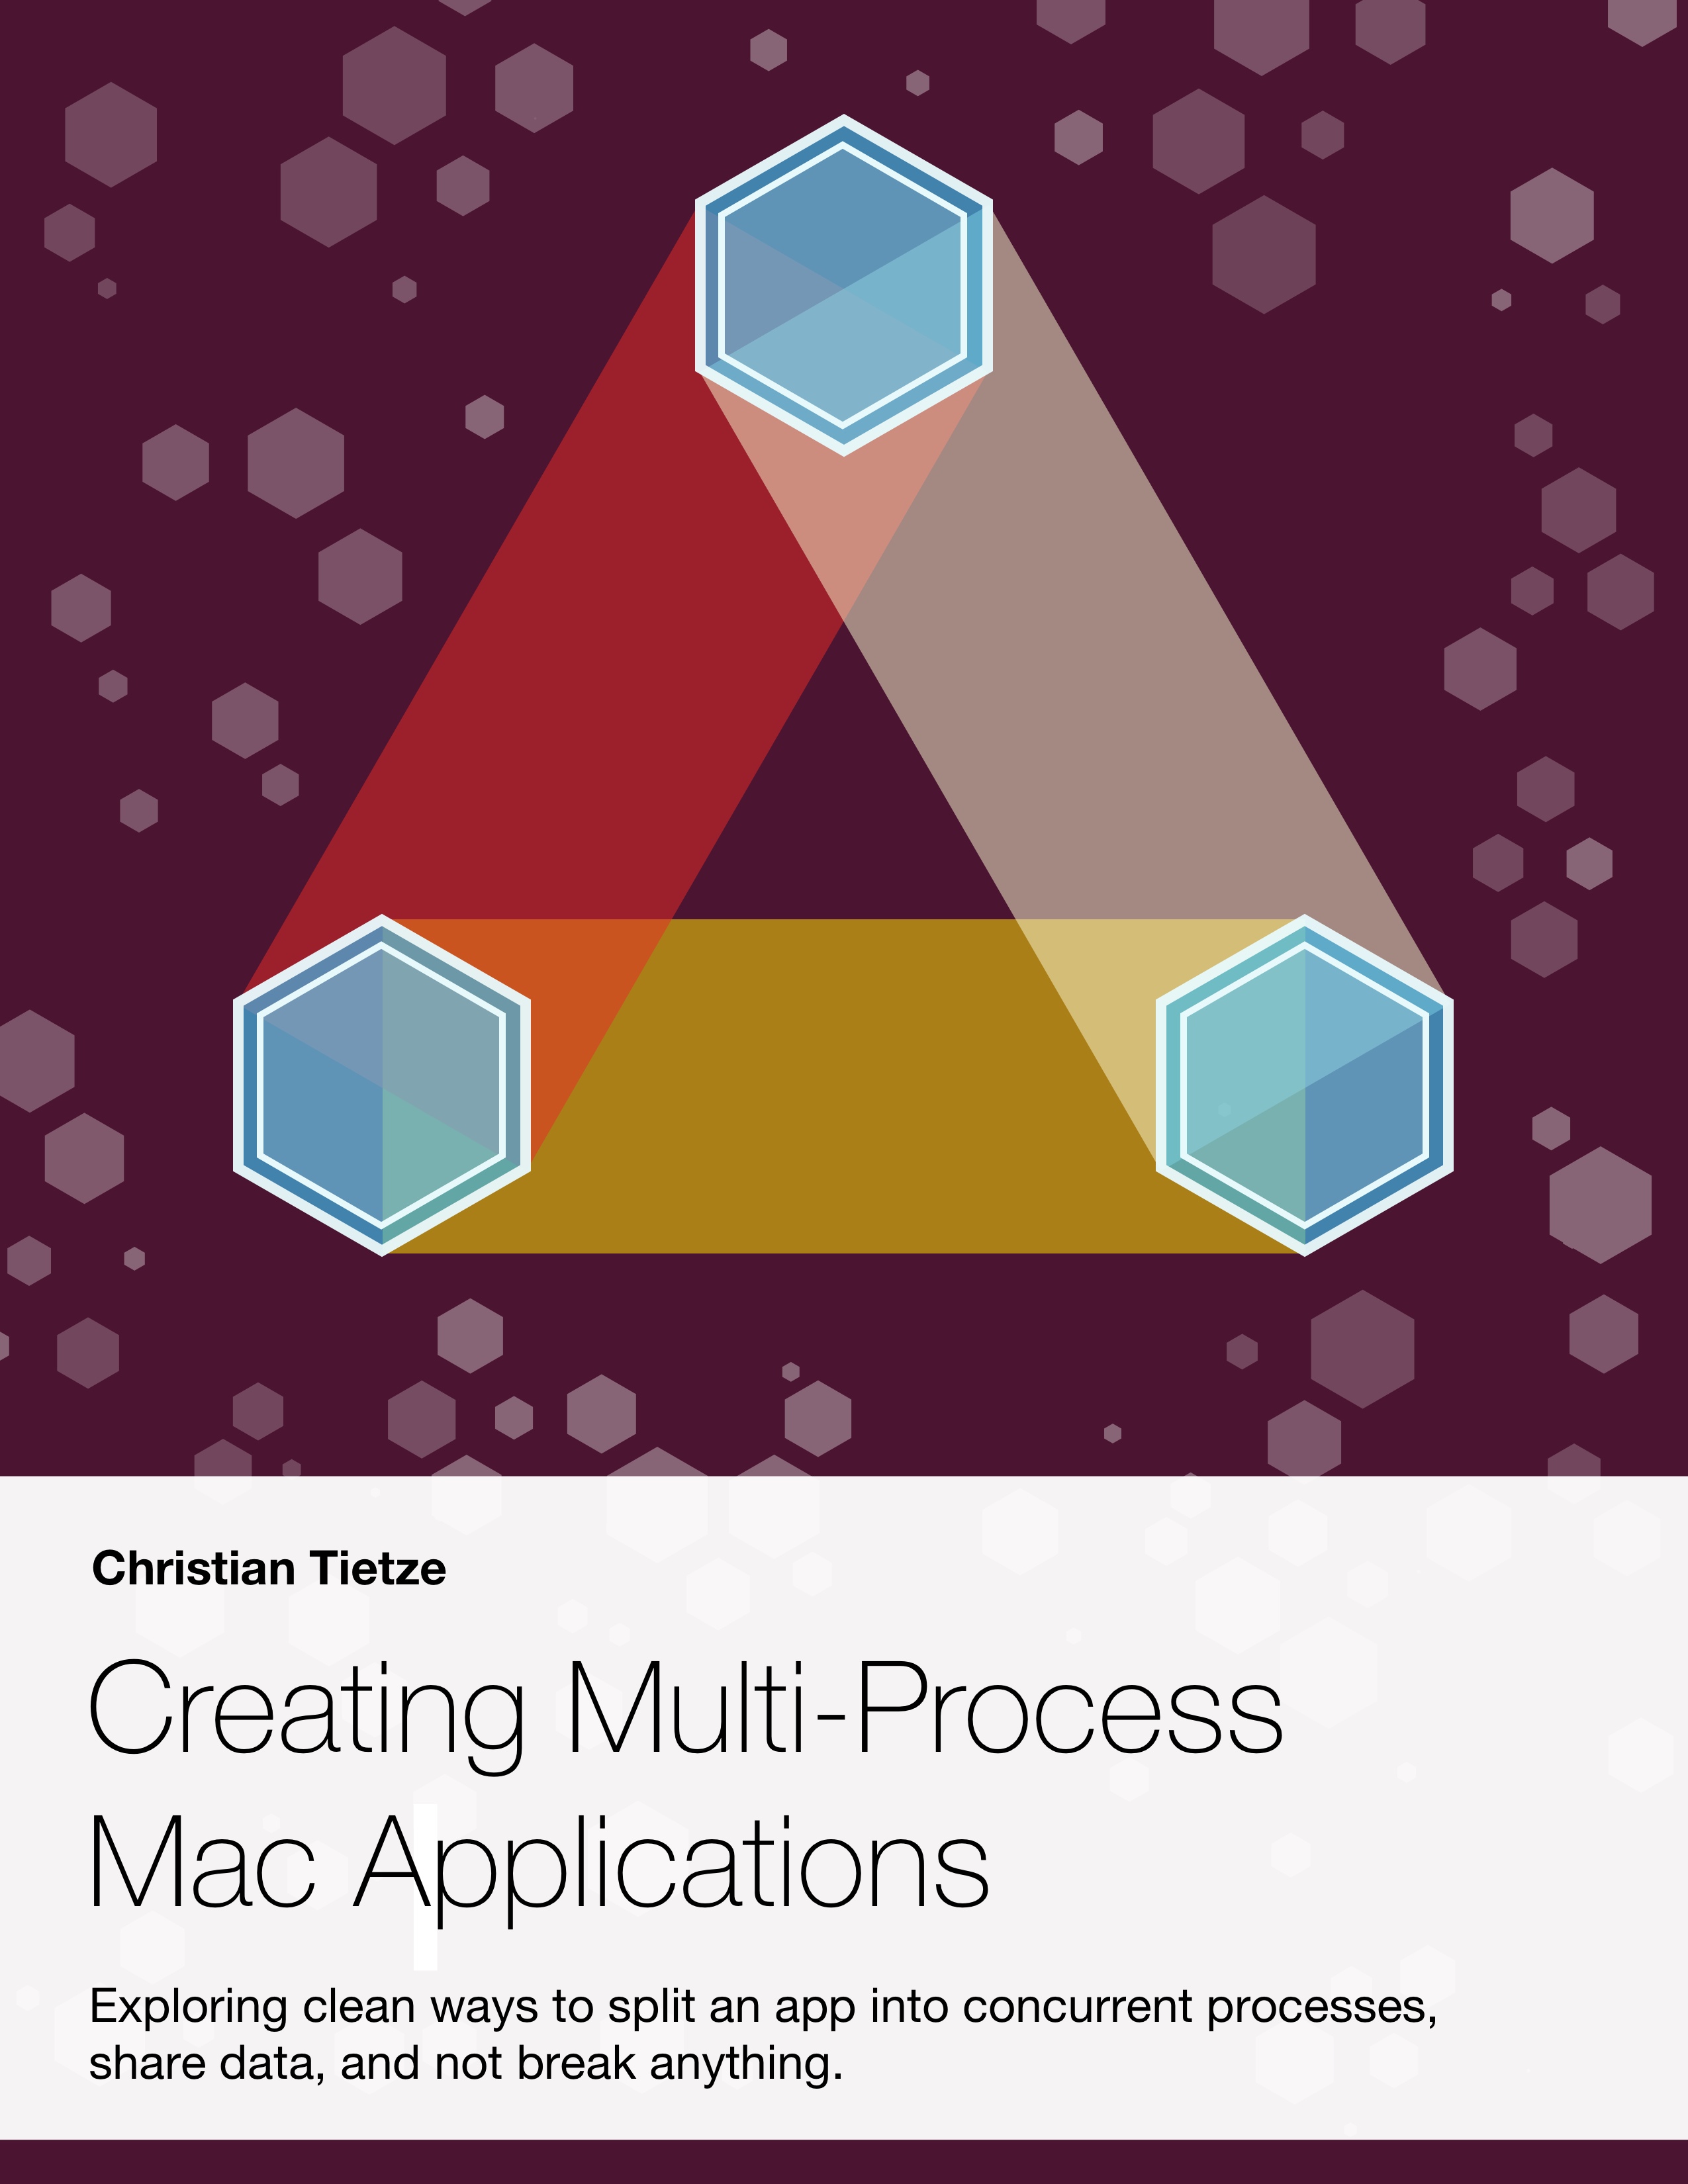 Christian Tietze
Creating Multi-Process
Mac Applications
Exploring clean ways to split an app into concurrent processes,
share data, and not break anything.